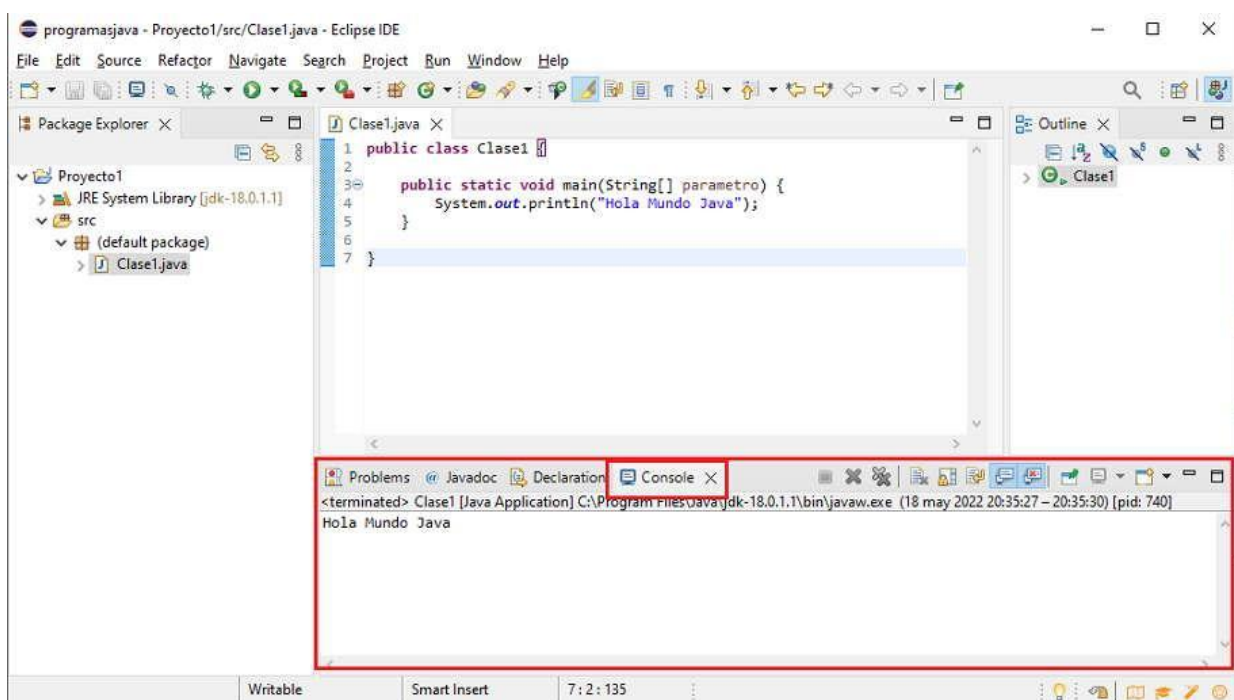 programasjava - Proyecto1/src/Clase1.java - Eclipse IDE
File Edit Source Refactor Navigate Search Project Run Window Help
Package Explorer
Proyecto1
JRE System Library [jdk-18.0.1.1]
src
(default package)
Clase1.java
Clase1.java
1 public class Clase1 {
2
3 public static void main(String[] parametro) {
4 System.out.println("Hola Mundo Java");
5 }
6
7 }
Outline
Clase1
Problems @ Javadoc Declaration Console
<terminated> Clase1 [Java Application] C:\Program Files\Java\jdk-18.0.1.1\bin\javaw.exe (18 may 2022 20:35:27 – 20:35:30) [pid: 740]
Hola Mundo Java
Writable Smart Insert 7 : 2 : 135